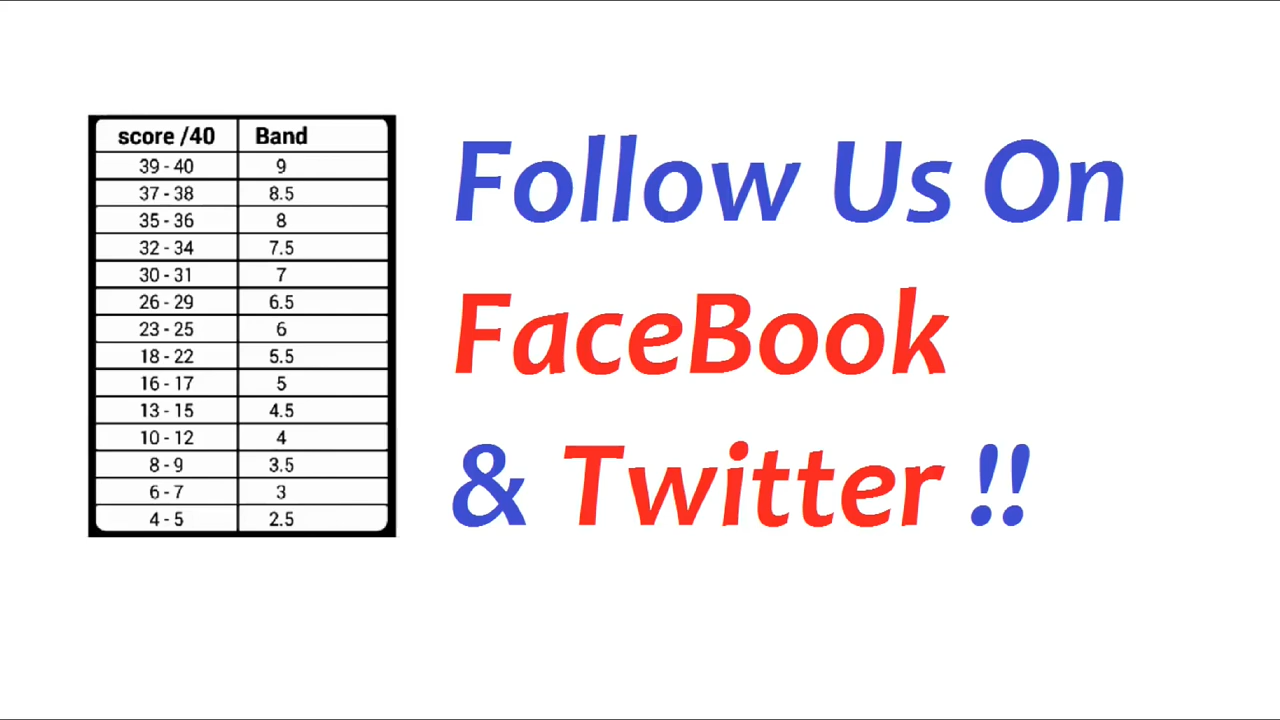 score /40 Band
39 - 40 9
37 - 38 8.5
35 - 36 8
32 - 34 7.5
30 - 31 7
26 - 29 6.5
23 - 25 6
18 - 22 5.5
16 - 17 5
13 - 15 4.5
10 - 12 4
8 - 9 3.5
6 - 7 3
4 - 5 2.5
Follow Us On
FaceBook
& Twitter !!